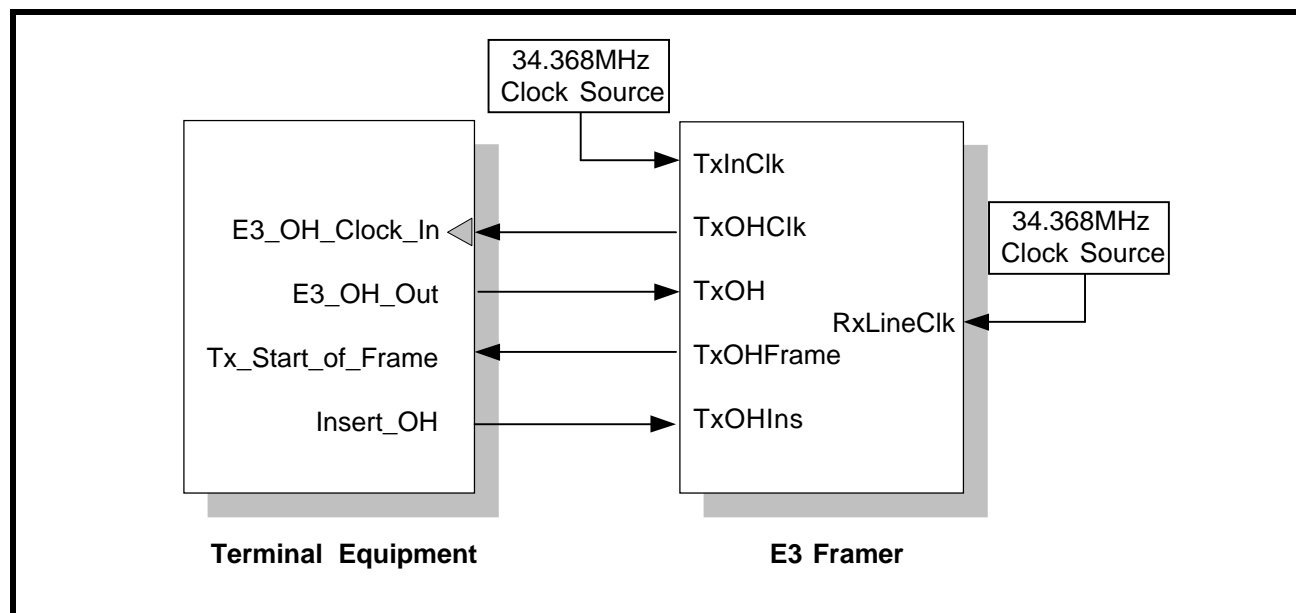 34.368MHz
Clock Source
TxInClk
E3_OH_Clock_In
TxOHClk
34.368MHz
Clock Source
E3_OH_Out
TxOH
RxLineClk
Tx_Start_of_Frame
TxOHFrame
Insert_OH
TxOHIns
Terminal Equipment
E3 Framer